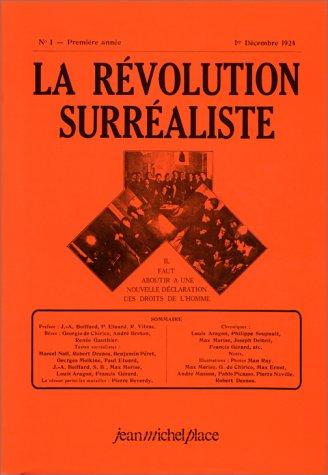 Nº 1 — Première année
1er Décembre 1924
LA RÉVOLUTION
SURRÉALISTE
IL
FAUT
ABOUTIR A UNE
NOUVELLE DÉCLARATION
DES DROITS DE L'HOMME
SOMMAIRE
Préface : J.-A. Boiffard, P. Eluard, R. Vitrac.
Rêves : Georgio de Chirico, André Breton,
Renée Gauthier.
Textes surréalistes :
Marcel Noll, Robert Desnos, Benjamin Péret,
Georges Malkine, Paul Eluard,
J.-A. Boiffard, S. B., Max Morise,
Louis Aragon, Francis Gérard.
Le rêveur parmi les murailles : Pierre Reverdy.
Chroniques :
Louis Aragon, Philippe Soupault,
Max Morise, Joseph Delteil,
Francis Gérard, etc.
Notes.
Illustrations : Photos Man Ray.
Max Morise, G. de Chirico, Max Ernst,
André Masson, Pablo Picasso, Pierre Naville,
Robert Desnos.
jeanmichelplace